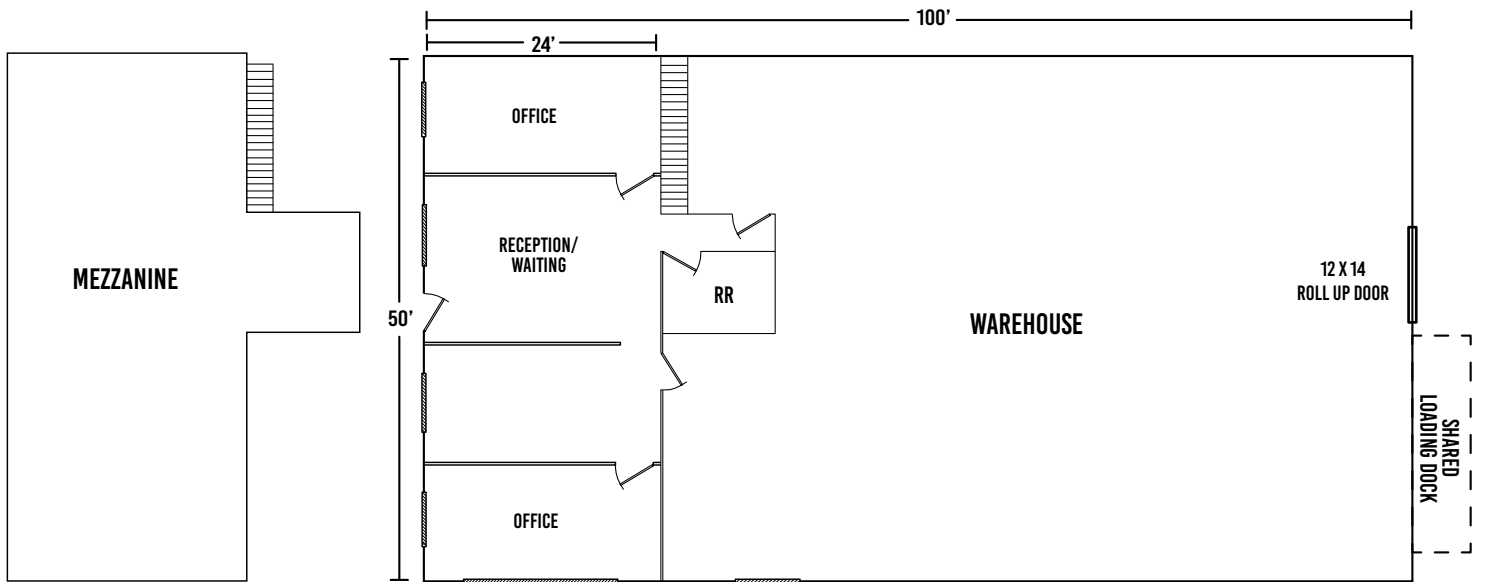 100’
24’
OFFICE
RECEPTION/
WAITING
MEZZANINE
12 X 14
ROLL UP DOOR
RR
50’
WAREHOUSE
SHARED
LOADING DOCK
OFFICE